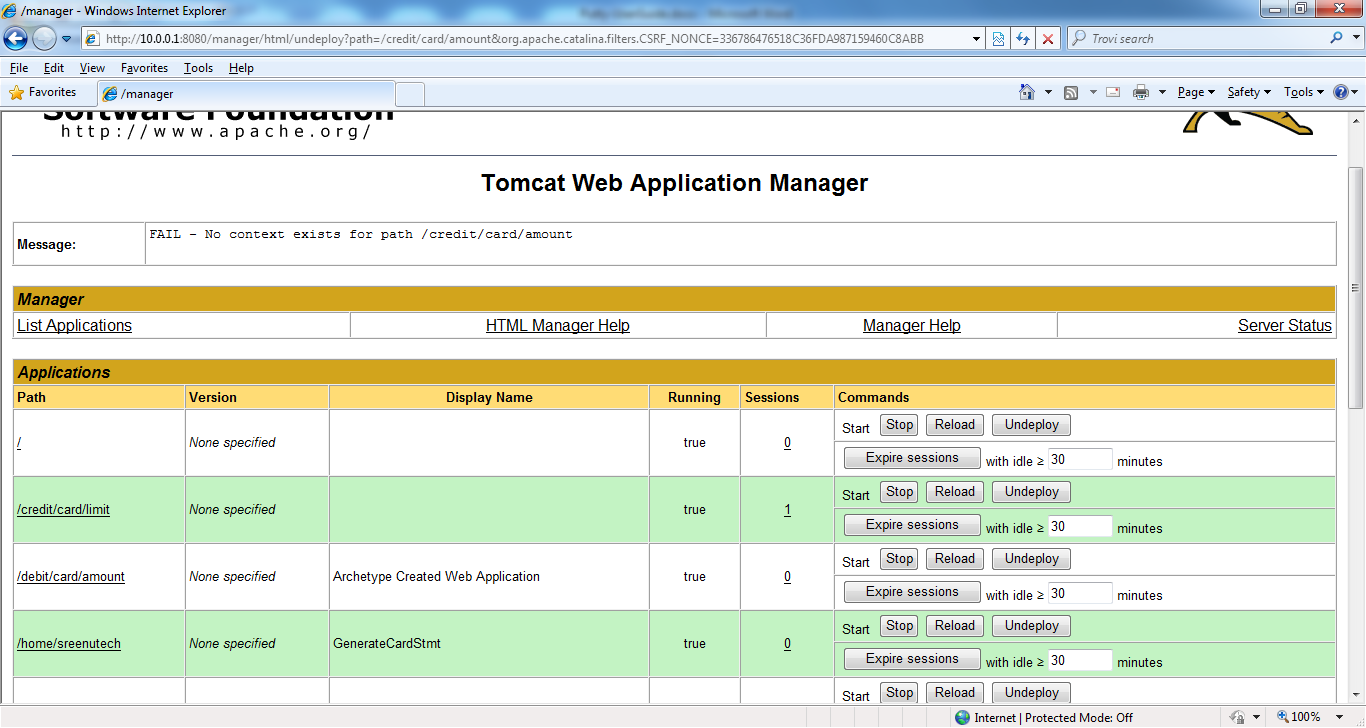 /manager - Windows Internet Explorer
http://10.0.0.1:8080/manager/html/undeploy?path=/credit/card/amount&org.apache.catalina.filters.CSRF_NONCE=336786476518C36FDA987159460C8ABB
Trovi search
File Edit View Favorites Tools Help
Favorites /manager Page Safety Tools
Software Foundation
http://www.apache.org/
Tomcat Web Application Manager
Message: FAIL - No context exists for path /credit/card/amount
Manager
List Applications HTML Manager Help Manager Help Server Status
Applications
Path Version Display Name Running Sessions Commands
/ None specified true 0 Start Stop Reload Undeploy
Expire sessions with idle ≥ 30 minutes
/credit/card/limit None specified true 1 Start Stop Reload Undeploy
Expire sessions with idle ≥ 30 minutes
/debit/card/amount None specified Archetype Created Web Application true 0 Start Stop Reload Undeploy
Expire sessions with idle ≥ 30 minutes
/home/sreenutech None specified GenerateCardStmt true 0 Start Stop Reload Undeploy
Expire sessions with idle ≥ 30 minutes
Start Stop Reload Undeploy
Internet | Protected Mode: Off 100%